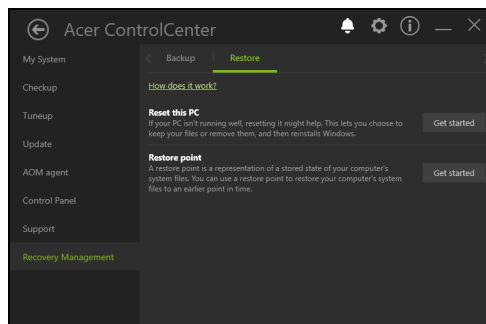 Acer ControlCenter
My System
Checkup
Tuneup
Update
AOM agent
Control Panel
Support
Recovery Management
Backup
Restore
How does it work?
Reset this PC
If your PC isn't running well, resetting it might help. This lets you choose to
keep your files or remove them, and then reinstalls Windows.
Get started
Restore point
A restore point is a representation of a stored state of your computer's
system files. You can use a restore point to restore your computer's system
files to an earlier point in time.
Get started